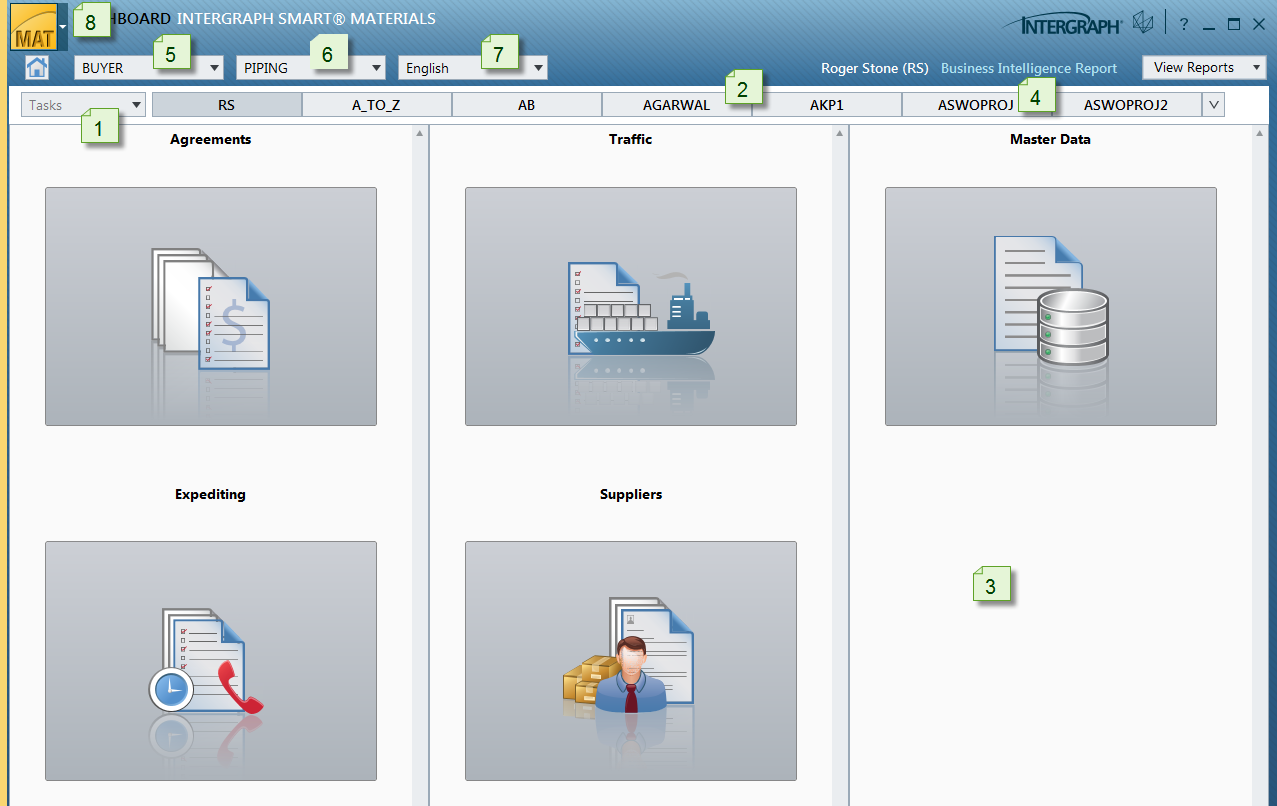 MAT 8 HBOARD INTERGRAPH SMART® MATERIALS INTERGRAPH ?
BUYER 5 PIPING 6 English 7 Roger Stone (RS) Business Intelligence Report View Reports
Tasks 1 RS A_TO_Z AB AGARWAL 2 AKP1 ASWOPROJ 4 ASWOPROJ2
Agreements Traffic Master Data
$
Expediting Suppliers
3